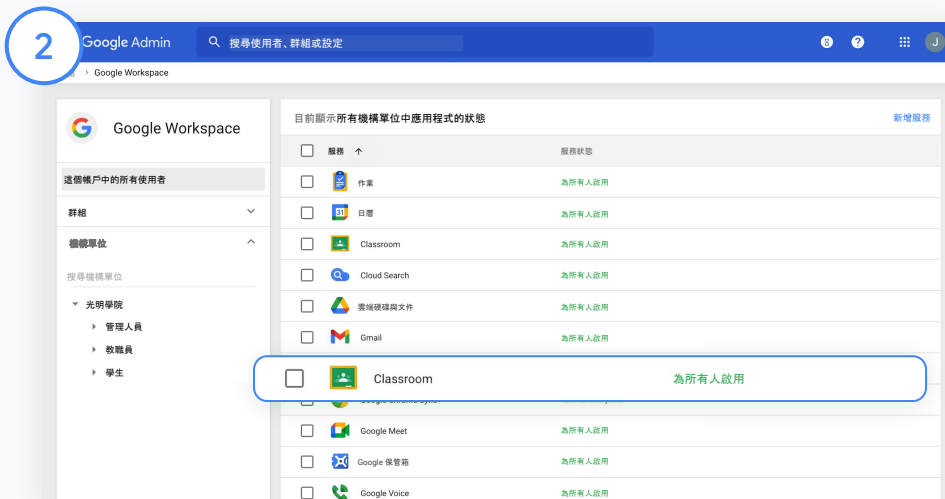 2
Google Admin
搜尋使用者、群組或設定
J
Google Workspace
Google Workspace
這個帳戶中的所有使用者
群組
機構單位
搜尋機構單位
光明學院
管理人員
教職員
學生
目前顯示所有機構單位中應用程式的狀態
新增服務
服務
服務狀態
作業
為所有人啟用
31
日曆
為所有人啟用
Classroom
為所有人啟用
Cloud Search
為所有人啟用
雲端硬碟與文件
為所有人啟用
Gmail
為所有人啟用
Classroom
為所有人啟用
Google Meet
為所有人啟用
Google 保管箱
為所有人啟用
Google Voice
為所有人啟用